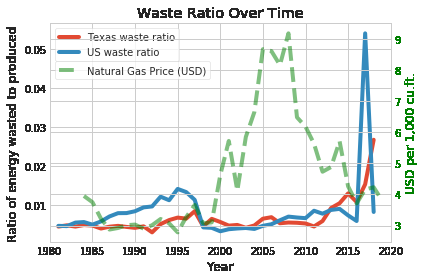 Waste Ratio Over Time
Texas waste ratio
US waste ratio
Natural Gas Price (USD)
Ratio of energy wasted to produced
0.05
0.04
0.03
0.02
0.01
USD per 1,000 cu.ft.
9
8
7
6
5
4
3
1980 1985 1990 1995 2000 2005 2010 2015 2020
Year